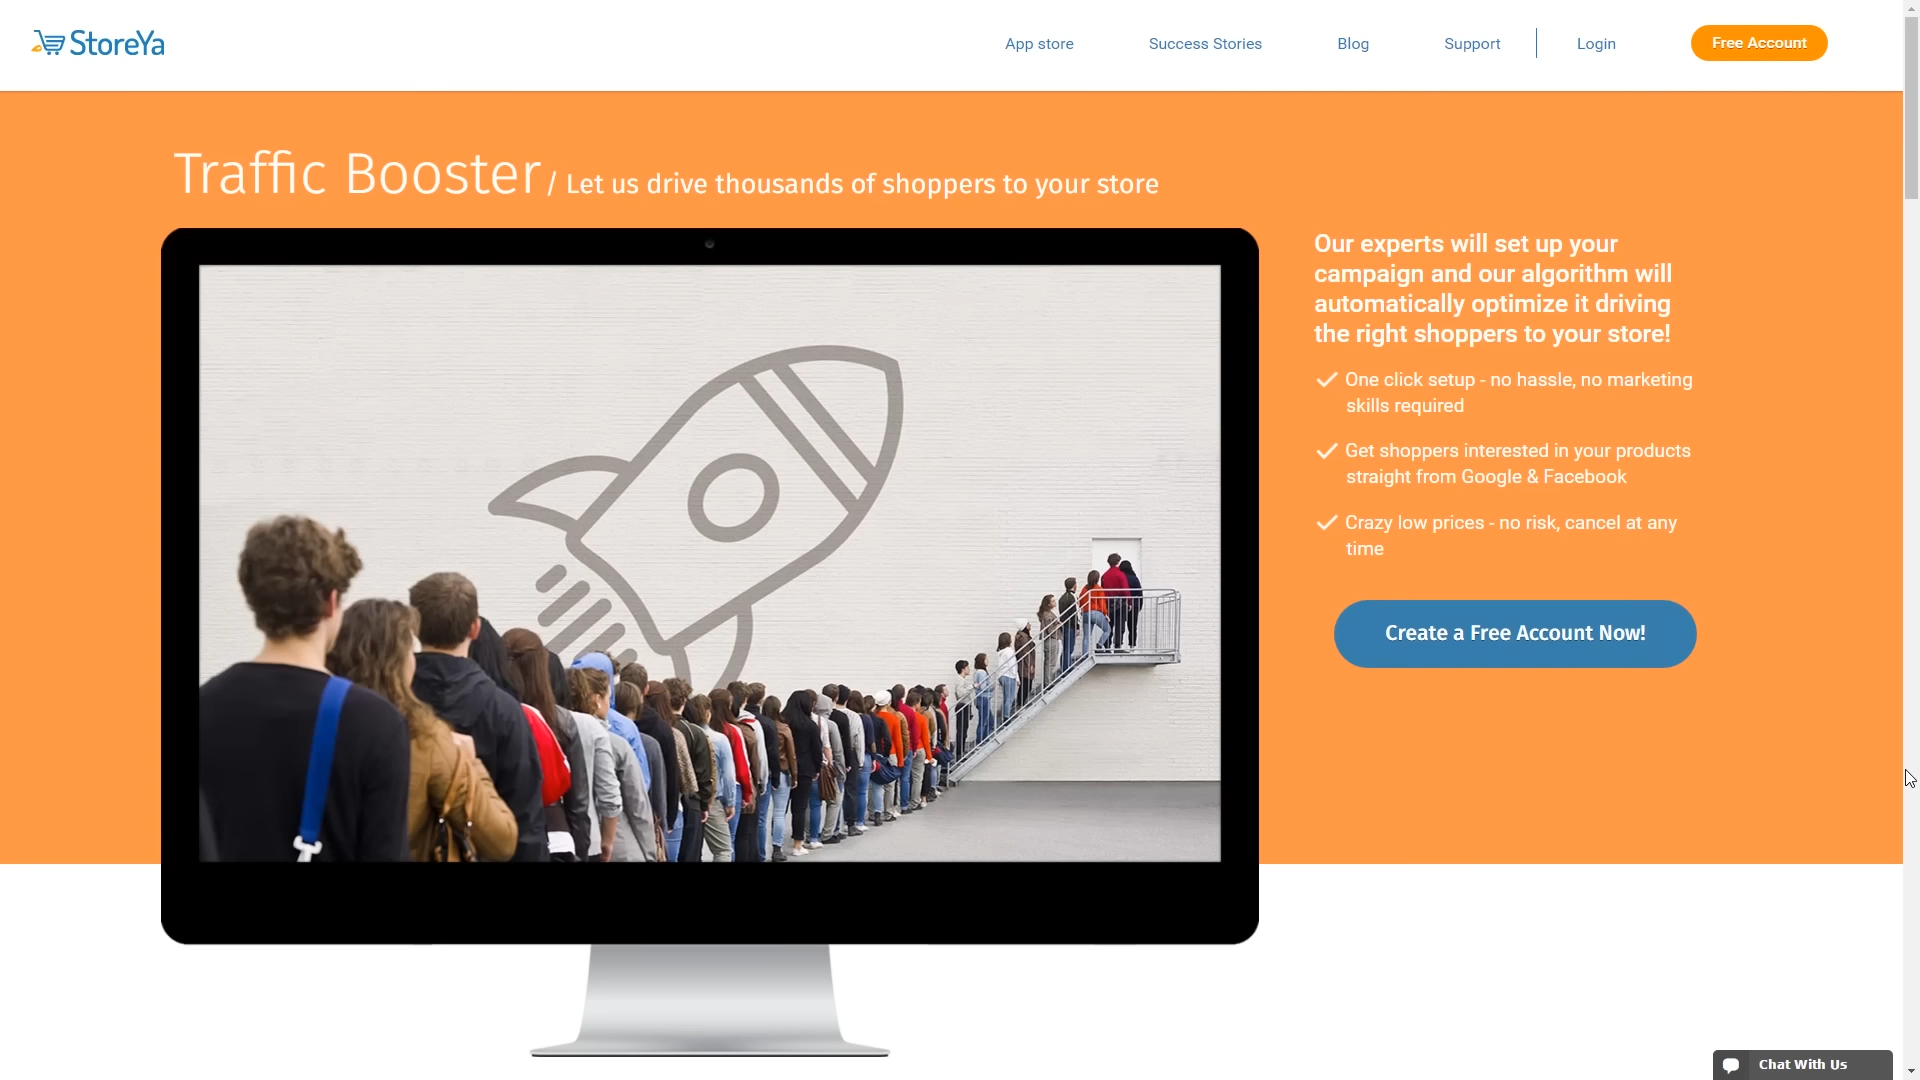 StoreYa
App store
Success Stories
Blog
Support
Login
Free Account
Traffic Booster / Let us drive thousands of shoppers to your store
Our experts will set up your
campaign and our algorithm will
automatically optimize it driving
the right shoppers to your store!
One click setup - no hassle, no marketing
skills required
Get shoppers interested in your products
straight from Google & Facebook
Crazy low prices - no risk, cancel at any
time
Create a Free Account Now!
Chat With Us